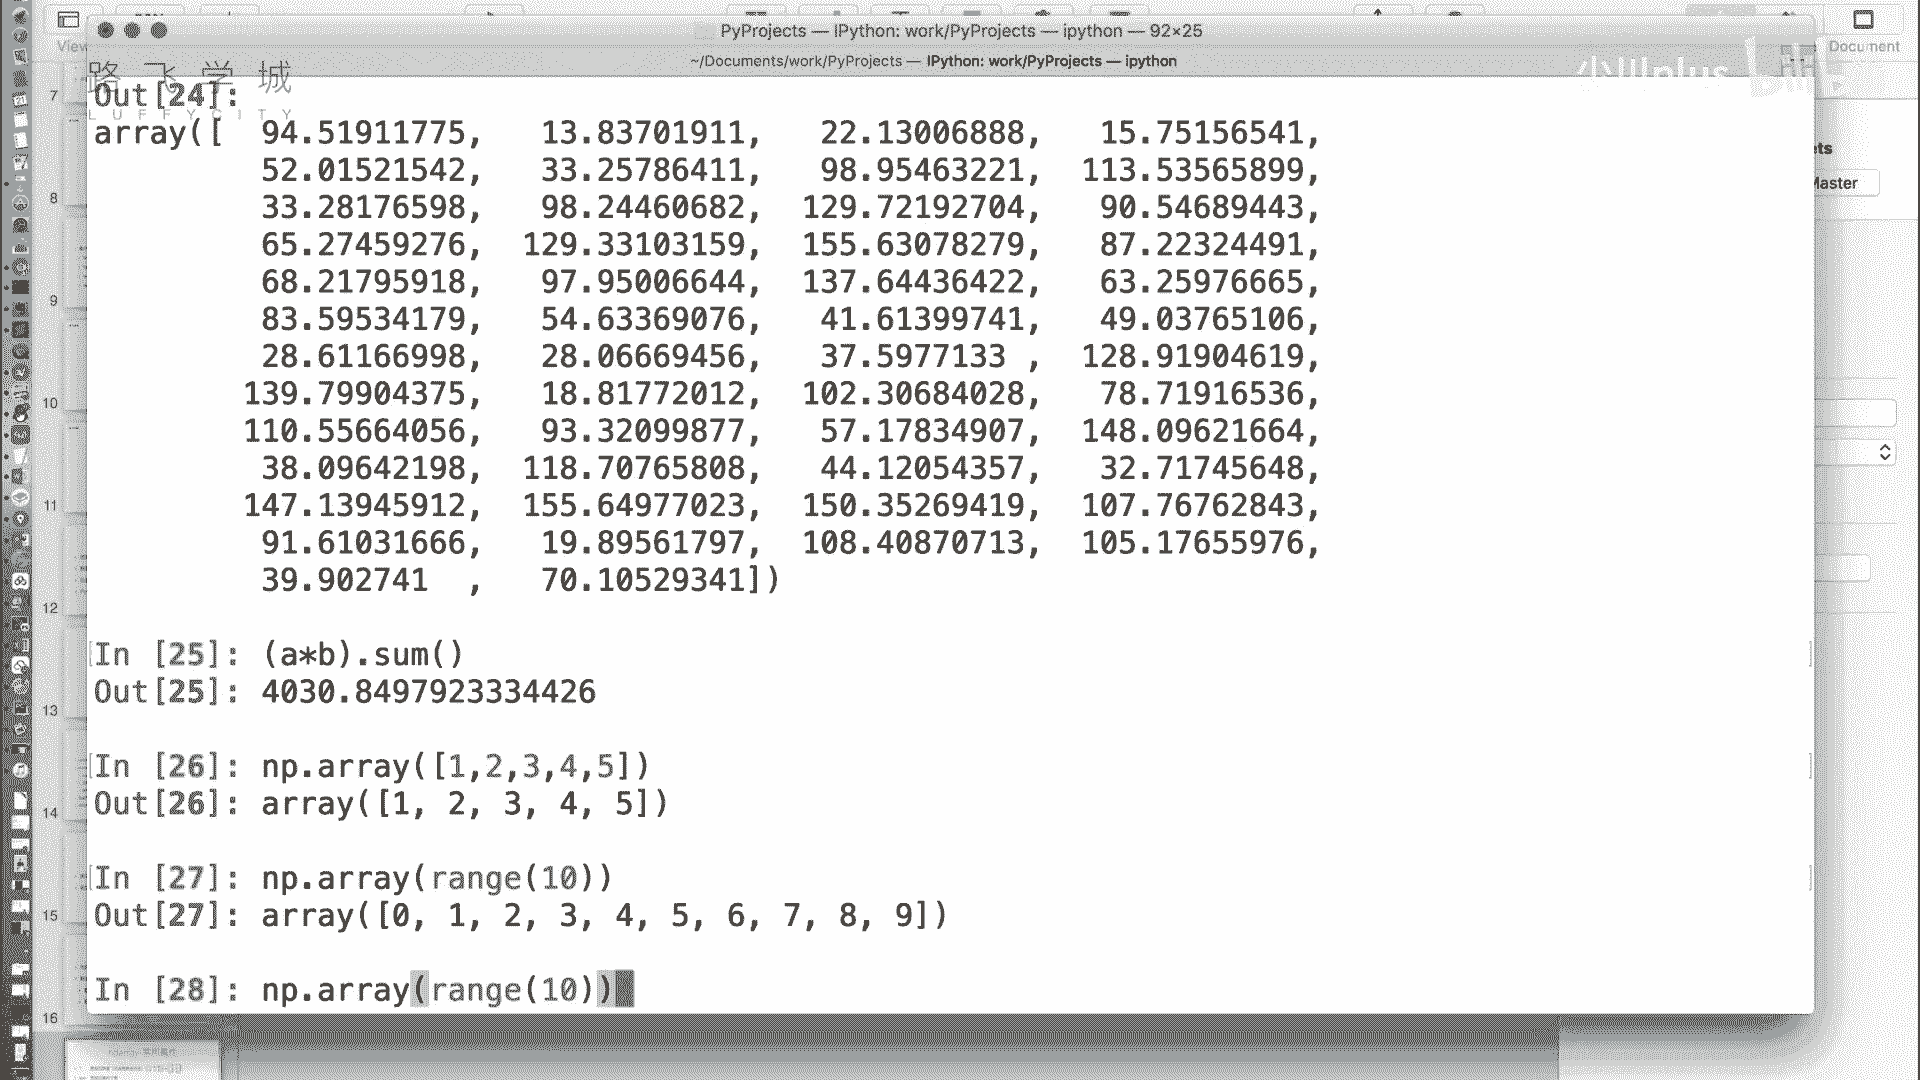 PyProjects — IPython: work/PyProjects — ipython — 92×25
View
Document
~/Documents/work/PyProjects — IPython: work/PyProjects — ipython
路飞学城
LUFFYCITY
plus
7
8
9
10
11
12
13
14
15
16
Out[24]:
array([  94.51911775,   13.83701911,   22.13006888,   15.75156541,
52.01521542,   33.25786411,   98.95463221,  113.53565899,
33.28176598,   98.24460682,  129.72192704,   90.54689443,
65.27459276,  129.33103159,  155.63078279,   87.22324491,
68.21795918,   97.95006644,  137.64436422,   63.25976665,
83.59534179,   54.63369076,   41.61399741,   49.03765106,
28.61166998,   28.06669456,   37.5977133 ,  128.91904619,
139.79904375,   18.81772012,  102.30684028,   78.71916536,
110.55664056,   93.32099877,   57.17834907,  148.09621664,
38.09642198,  118.70765808,   44.12054357,   32.71745648,
147.13945912,  155.64977023,  150.35269419,  107.76762843,
91.61031666,   19.89561797,  108.40870713,  105.17655976,
39.902741  ,   70.10529341])
In [25]: (a*b).sum()
Out[25]: 4030.8497923334426
In [26]: np.array([1,2,3,4,5])
Out[26]: array([1, 2, 3, 4, 5])
In [27]: np.array(range(10))
Out[27]: array([0, 1, 2, 3, 4, 5, 6, 7, 8, 9])
In [28]: np.array(range(10))